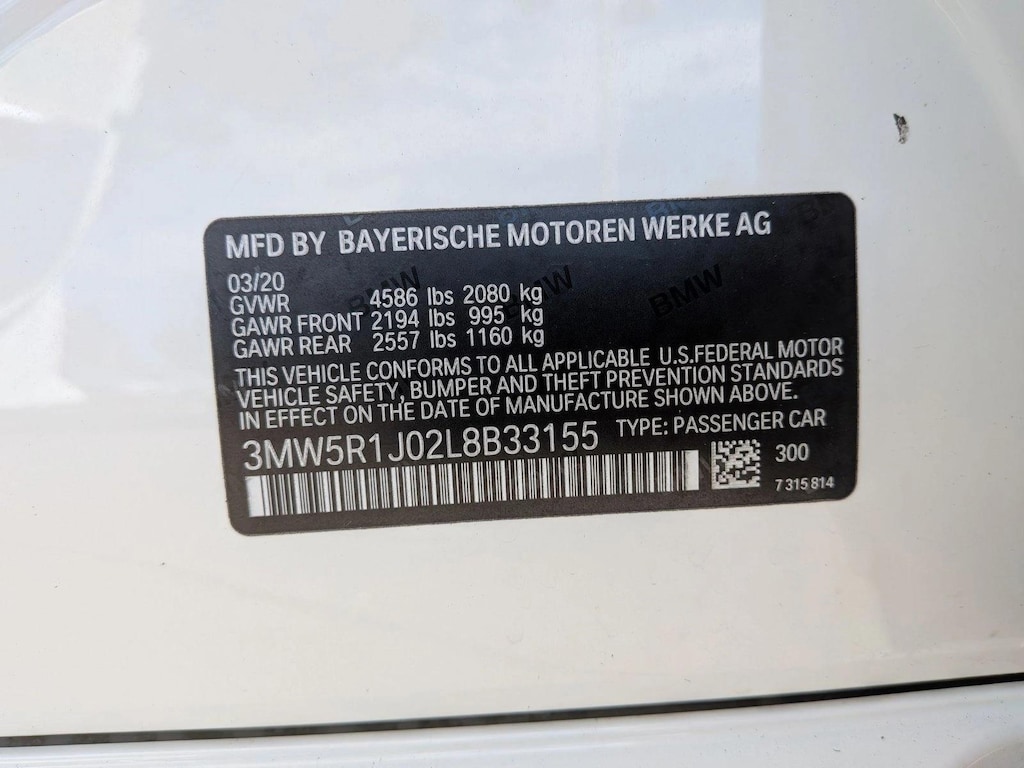 MFD BY BAYERISCHE MOTOREN WERKE AG
03/20
GVWR 4586 lbs 2080 kg
GAWR FRONT 2194 lbs 995 kg
GAWR REAR 2557 lbs 1160 kg
THIS VEHICLE CONFORMS TO ALL APPLICABLE U.S.FEDERAL MOTOR
VEHICLE SAFETY, BUMPER AND THEFT PREVENTION STANDARDS
IN EFFECT ON THE DATE OF MANUFACTURE SHOWN ABOVE.
3MW5R1J02L8B33155 TYPE: PASSENGER CAR
300
7 315 814
BMW BMW BMW